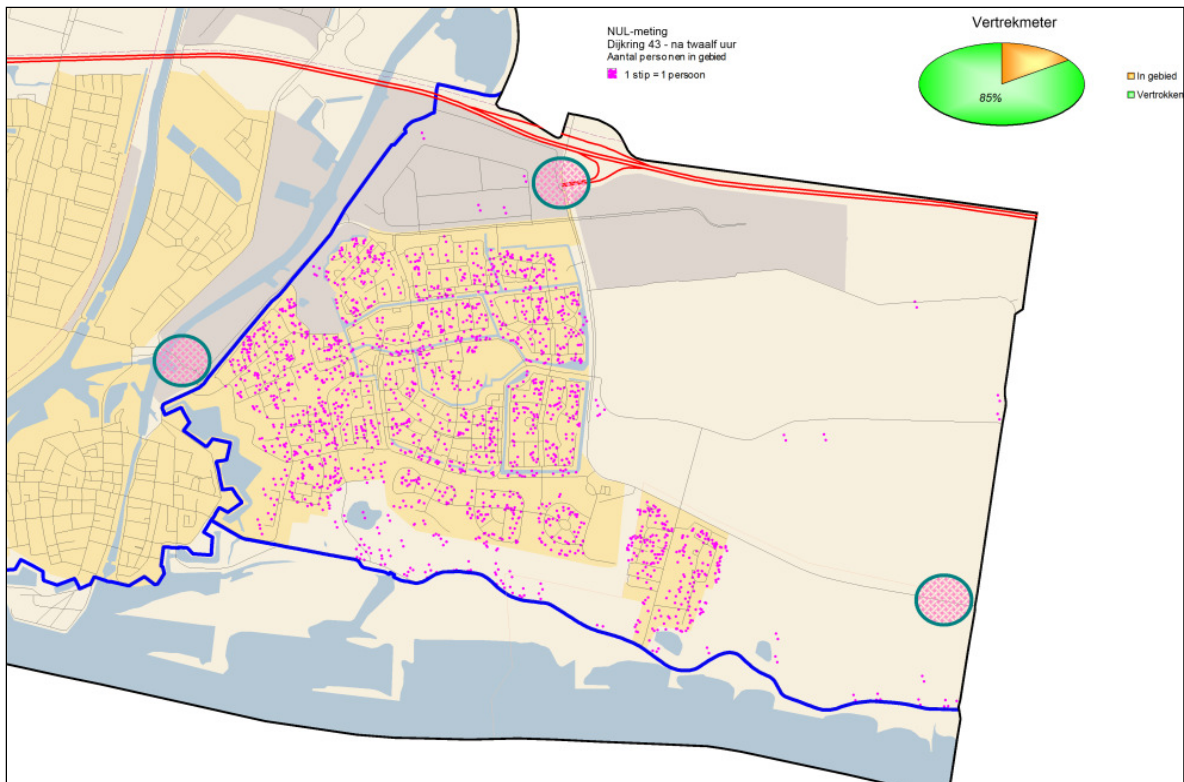 NUL-meting
Dijkring 43 - na twaalf uur
Aantal personen in gebied
1 stip = 1 persoon
Vertrekmeter
85%
In gebied
Vertrokken